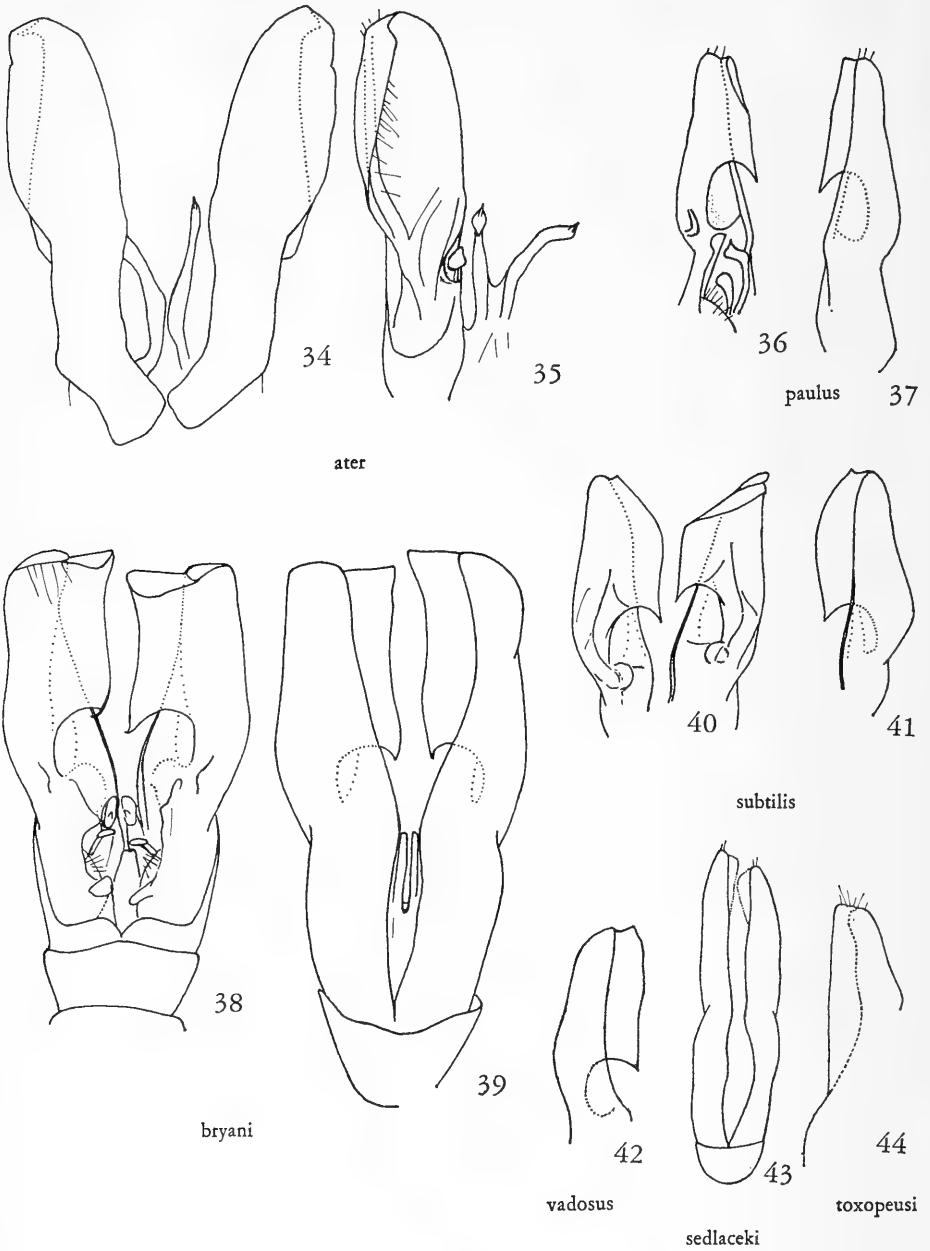 34
35
ater
36
paulus
37
38
39
bryani
40
41
subtilis
42
vadosus
43
sedlaceki
44
toxopeusi